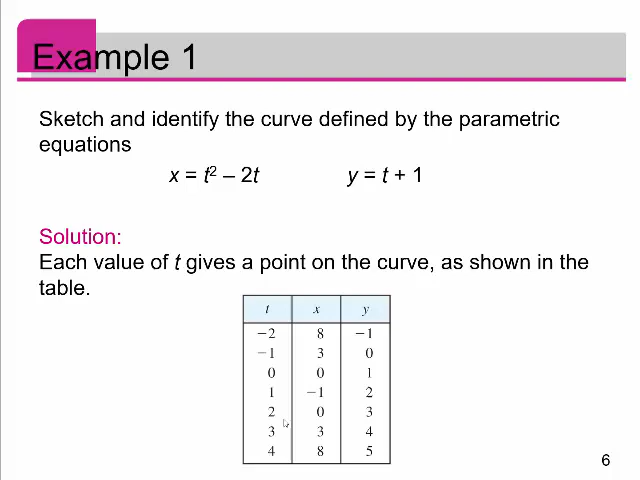 Example 1
Sketch and identify the curve defined by the parametric
equations
x = t² – 2t y = t + 1
Solution:
Each value of t gives a point on the curve, as shown in the
table.
t x y
−2 8 −1
−1 3 0
0 0 1
1 −1 2
2 0 3
3 3 4
4 8 5
6